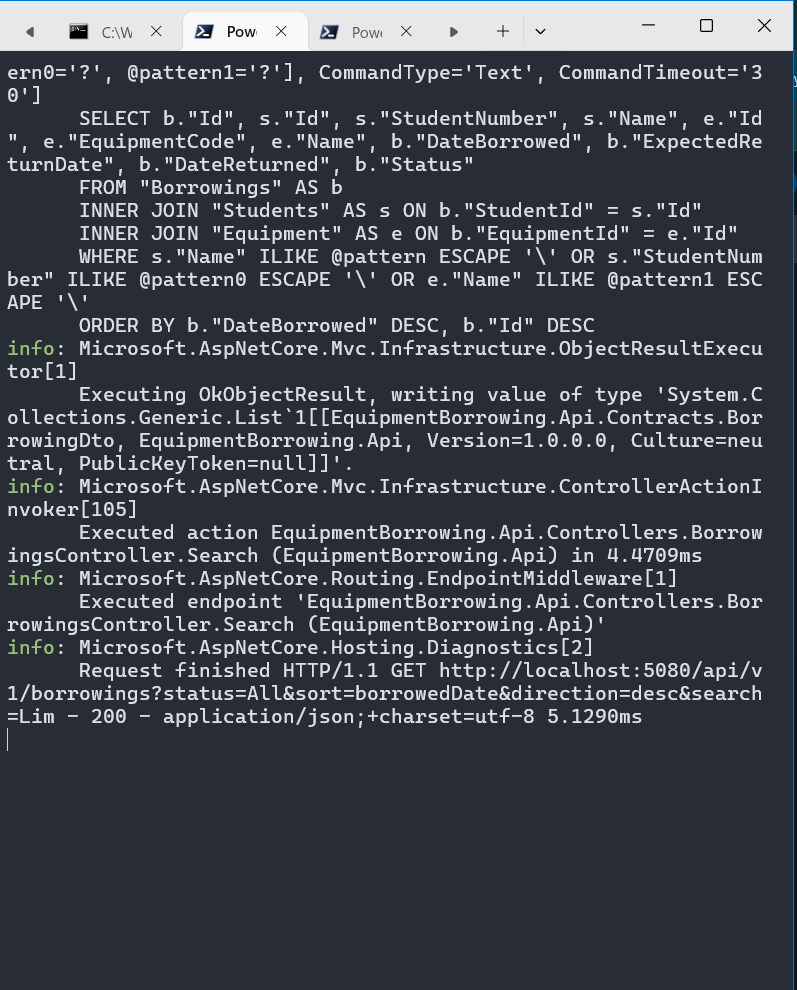 C:\W
Powe
Powe
ern0='?', @pattern1='?'], CommandType='Text', CommandTimeout='3
0']
      SELECT b."Id", s."Id", s."StudentNumber", s."Name", e."Id
", e."EquipmentCode", e."Name", b."DateBorrowed", b."ExpectedRe
turnDate", b."DateReturned", b."Status"
      FROM "Borrowings" AS b
      INNER JOIN "Students" AS s ON b."StudentId" = s."Id"
      INNER JOIN "Equipment" AS e ON b."EquipmentId" = e."Id"
      WHERE s."Name" ILIKE @pattern ESCAPE '\' OR s."StudentNum
ber" ILIKE @pattern0 ESCAPE '\' OR e."Name" ILIKE @pattern1 ESC
APE '\'
      ORDER BY b."DateBorrowed" DESC, b."Id" DESC
info: Microsoft.AspNetCore.Mvc.Infrastructure.ObjectResultExecu
tor[1]
      Executing OkObjectResult, writing value of type 'System.C
ollections.Generic.List`1[[EquipmentBorrowing.Api.Contracts.Bor
rowingDto, EquipmentBorrowing.Api, Version=1.0.0.0, Culture=neu
tral, PublicKeyToken=null]]'.
info: Microsoft.AspNetCore.Mvc.Infrastructure.ControllerActionI
nvoker[105]
      Executed action EquipmentBorrowing.Api.Controllers.Borrow
ingsController.Search (EquipmentBorrowing.Api) in 4.4709ms
info: Microsoft.AspNetCore.Routing.EndpointMiddleware[1]
      Executed endpoint 'EquipmentBorrowing.Api.Controllers.Bor
rowingsController.Search (EquipmentBorrowing.Api)'
info: Microsoft.AspNetCore.Hosting.Diagnostics[2]
      Request finished HTTP/1.1 GET http://localhost:5080/api/v
1/borrowings?status=All&sort=borrowedDate&direction=desc&search
=Lim - 200 - application/json;+charset=utf-8 5.1290ms